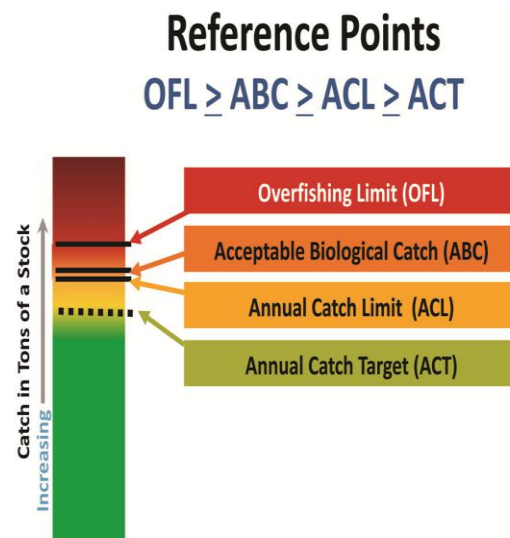 Reference Points
OFL ≥ ABC ≥ ACL ≥ ACT
Overfishing Limit (OFL)
Acceptable Biological Catch (ABC)
Annual Catch Limit (ACL)
Annual Catch Target (ACT)
Catch in Tons of a Stock
Increasing